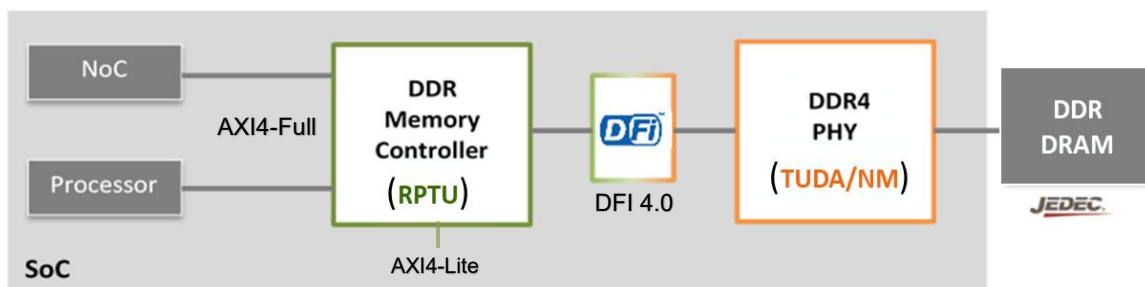 NoC
Processor
AXI4-Full
DDR
Memory
Controller
(RPTU)
AXI4-Lite
DFi™
DFI 4.0
DDR4
PHY
(TUDA/NM)
DDR
DRAM
JEDEC.
SoC